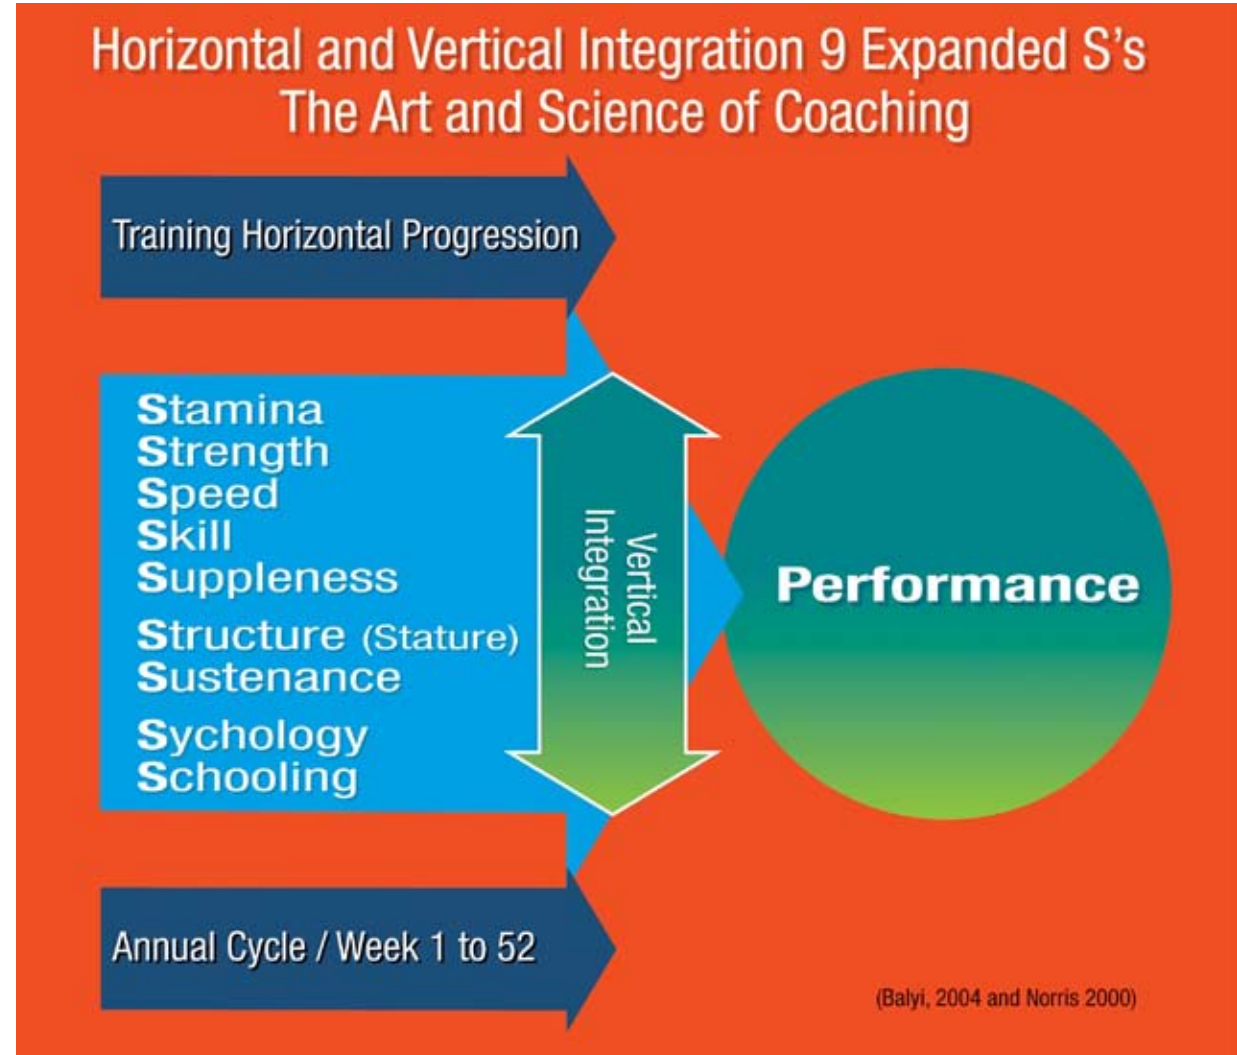 Horizontal and Vertical Integration 9 Expanded S's
The Art and Science of Coaching
Training Horizontal Progression
Stamina
Strength
Speed
Skill
Suppleness
Structure (Stature)
Sustenance
Sychology
Schooling
Vertical
Integration
Performance
Annual Cycle / Week 1 to 52
(Balyi, 2004 and Norris 2000)